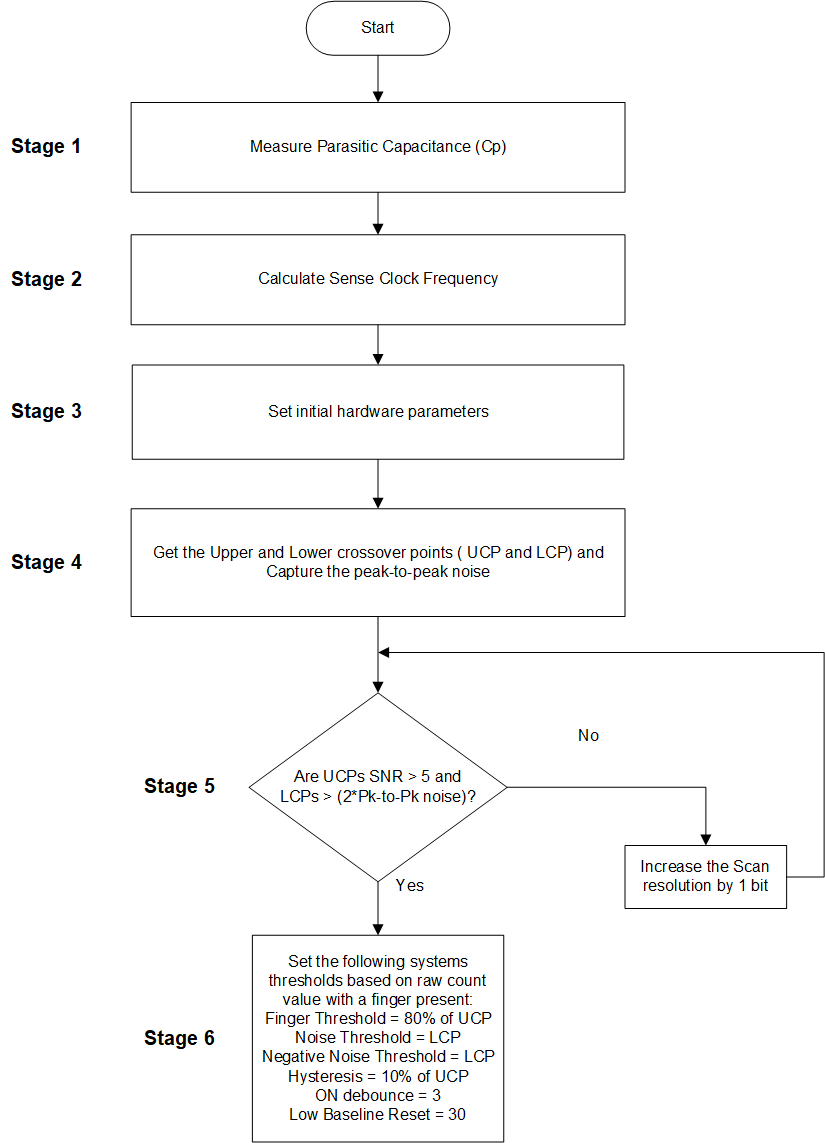 Start
Stage 1
Measure Parasitic Capacitance (Cp)
Stage 2
Calculate Sense Clock Frequency
Stage 3
Set initial hardware parameters
Stage 4
Get the Upper and Lower crossover points ( UCP and LCP) and
Capture the peak-to-peak noise
No
Stage 5
Are UCPs SNR > 5 and
LCPs > (2*Pk-to-Pk noise)?
Increase the Scan
resolution by 1 bit
Yes
Stage 6
Set the following systems
thresholds based on raw count
value with a finger present:
Finger Threshold = 80% of UCP
Noise Threshold = LCP
Negative Noise Threshold = LCP
Hysteresis = 10% of UCP
ON debounce = 3
Low Baseline Reset = 30